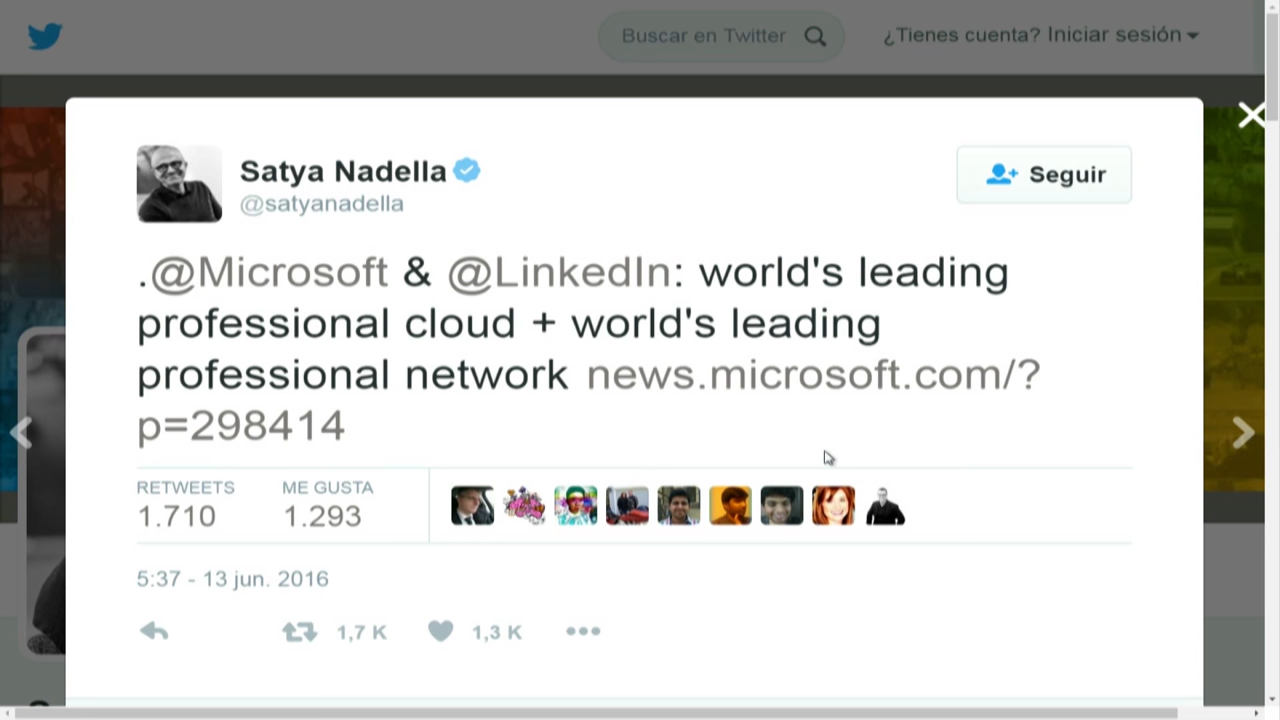 Buscar en Twitter
¿Tienes cuenta? Iniciar sesión
Satya Nadella
@satyanadella
Seguir
.@Microsoft & @LinkedIn: world's leading
professional cloud + world's leading
professional network news.microsoft.com/?
p=298414
RETWEETS ME GUSTA
1.710 1.293
5:37 - 13 jun. 2016
1,7 K 1,3 K